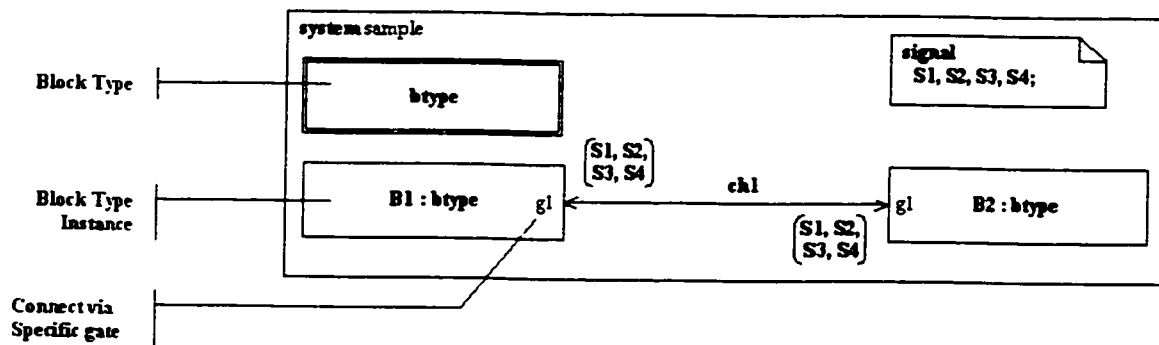 system sample
signal
S1, S2, S3, S4;
Block Type
btype
S1, S2,
S3, S4
ch1
Block Type
Instance
B1 : btype
g1
g1
B2 : btype
S1, S2,
S3, S4
Connect via
Specific gate